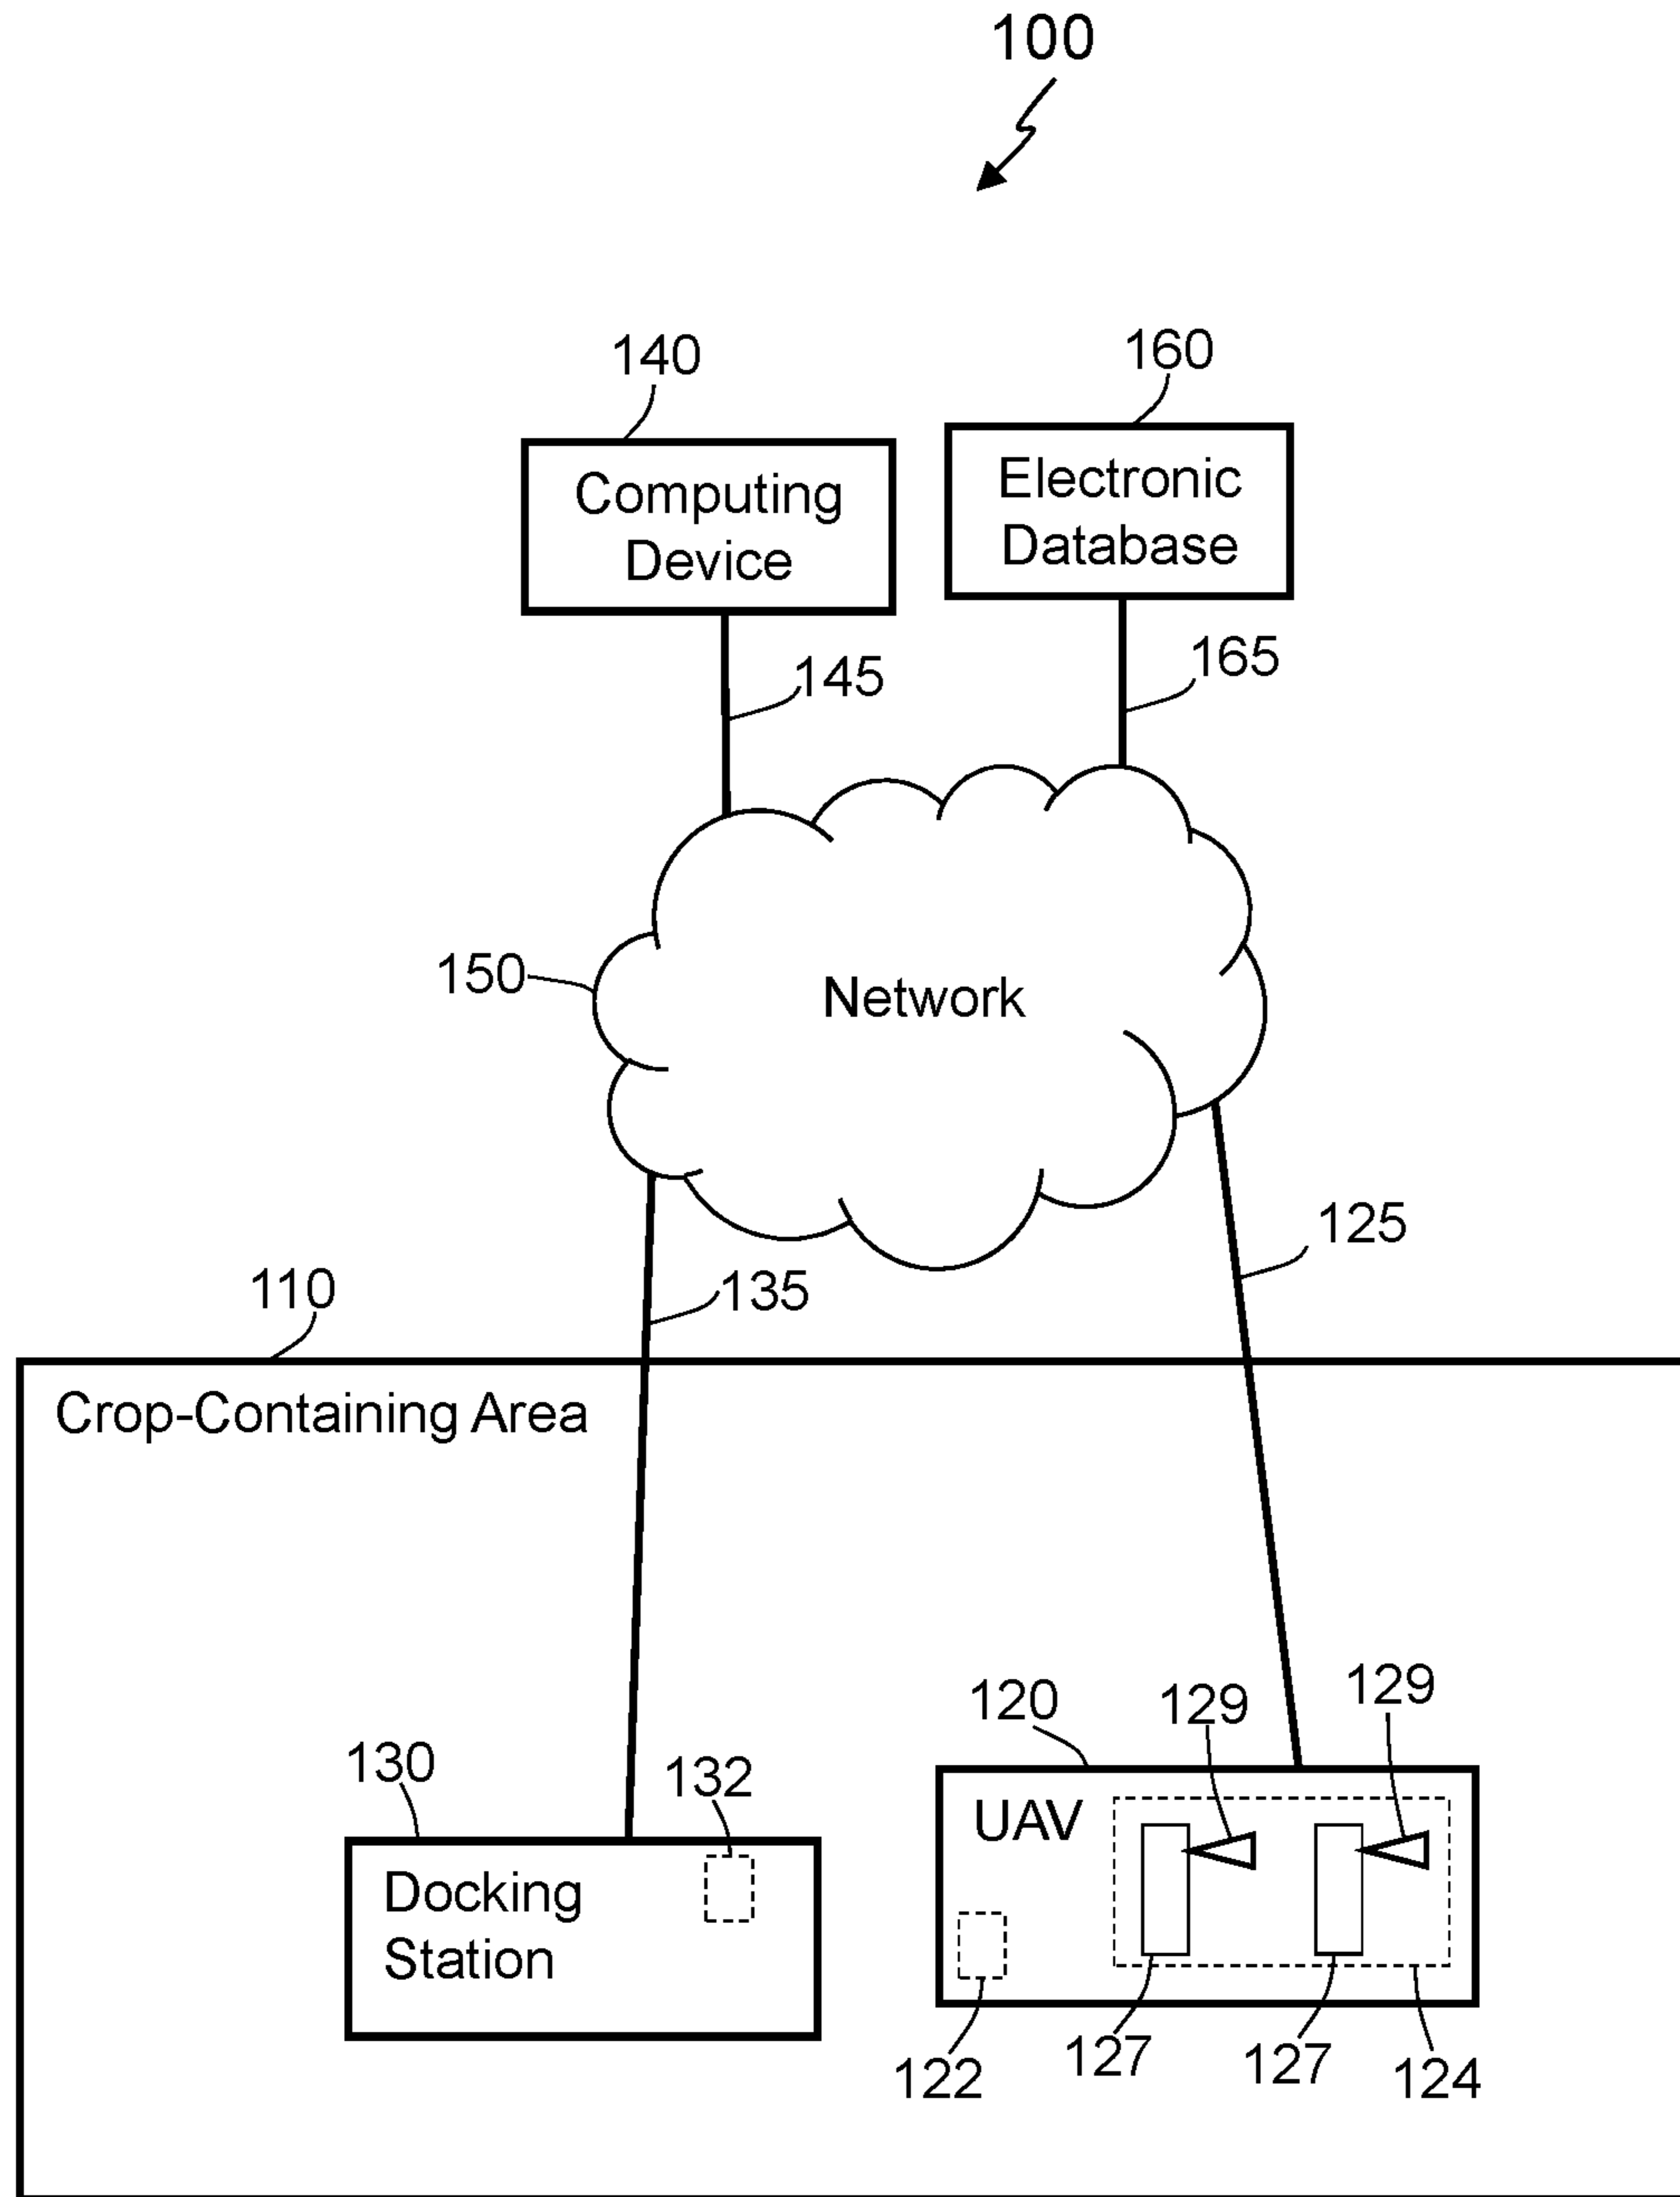 100
140
160
Computing
Device
Electronic
Database
145
165
150
Network
125
110
135
Crop-Containing Area
120
129
129
130
132
UAV
Docking
Station
122
127
127
124